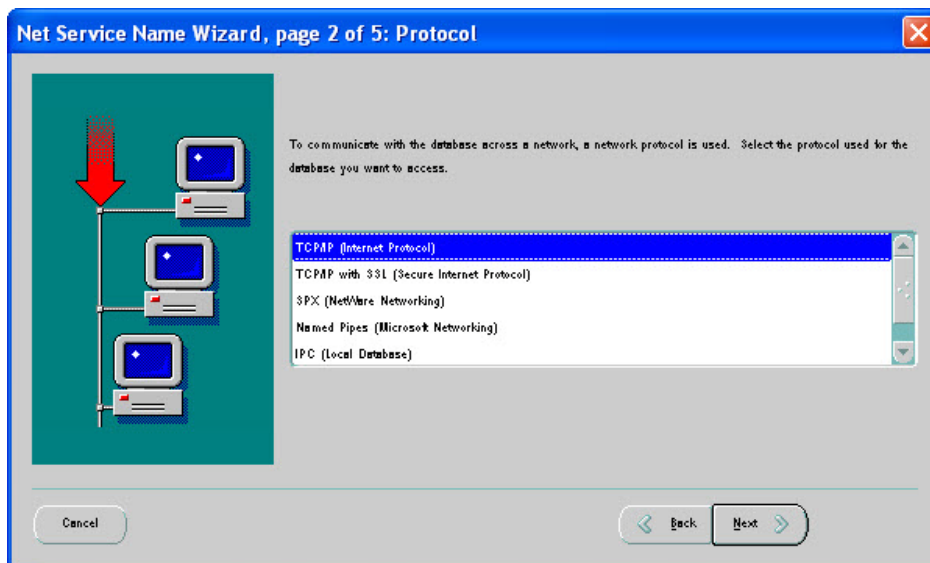 Net Service Name Wizard, page 2 of 5: Protocol
To communicate with the database across a network, a network protocol is used. Select the protocol used for the
database you want to access.
TCP/IP (Internet Protocol)
TCP/IP with SSL (Secure Internet Protocol)
SPX (NetWare Networking)
Named Pipes (Microsoft Networking)
IPC (Local Database)
Cancel
Back
Next